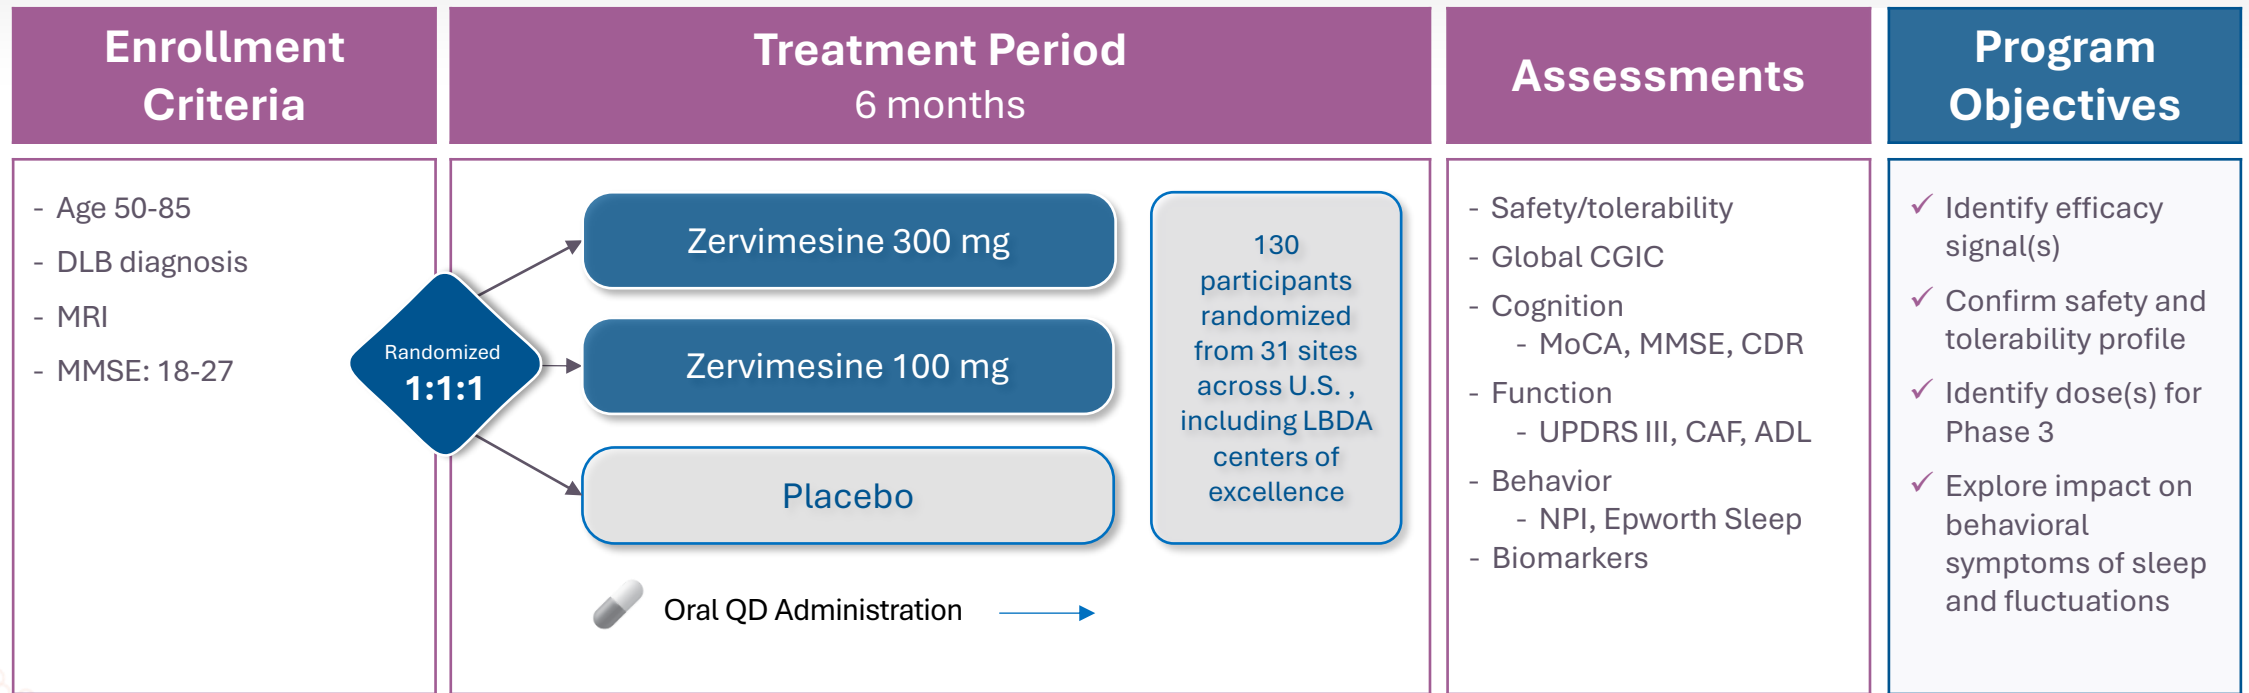 Enrollment
Criteria
Treatment Period
6 months
Assessments
Program
Objectives
- Age 50-85
- DLB diagnosis
- MRI
- MMSE: 18-27
Randomized
1:1:1
Zervimesine 300 mg
Zervimesine 100 mg
Placebo
Oral QD Administration
130
participants
randomized
from 31 sites
across U.S. ,
including LBDA
centers of
excellence
- Safety/tolerability
- Global CGIC
- Cognition
- MoCA, MMSE, CDR
- Function
- UPDRS III, CAF, ADL
- Behavior
- NPI, Epworth Sleep
- Biomarkers
✓ Identify efficacy
signal(s)
✓ Confirm safety and
tolerability profile
✓ Identify dose(s) for
Phase 3
✓ Explore impact on
behavioral
symptoms of sleep
and fluctuations